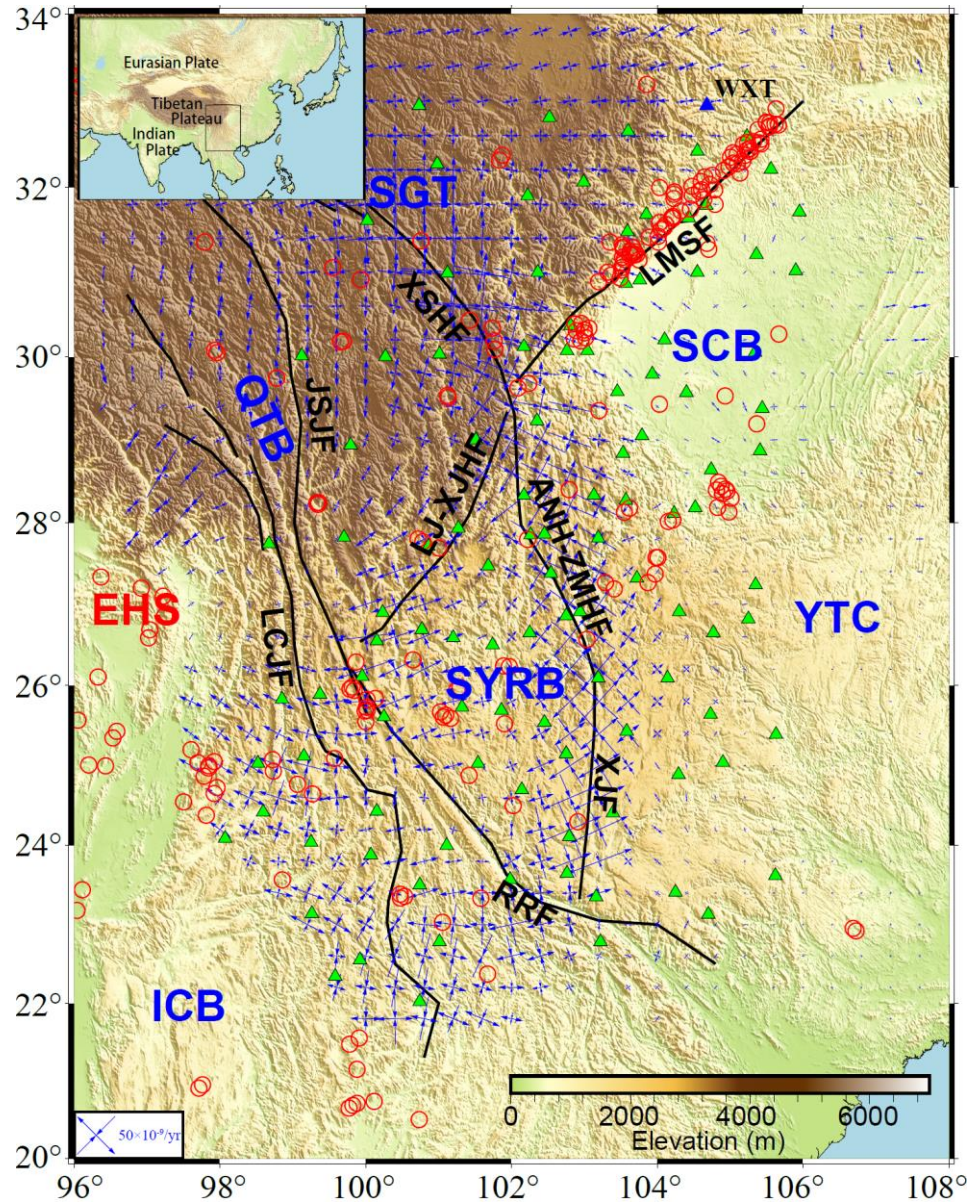 34°
32°
30°
28°
26°
24°
22°
20°
Eurasian Plate
Tibetan
Plateau
Indian
Plate
WXT
SGT
LMSF
XSHF
SCB
QTB
JSJF
LJ-XJHF
ANH-ZMHF
EHS
LCJF
YTC
SYRB
XJF
RRF
ICB
50×10⁻⁹/yr
0 2000 4000 6000
Elevation (m)
96° 98° 100° 102° 104° 106° 108°